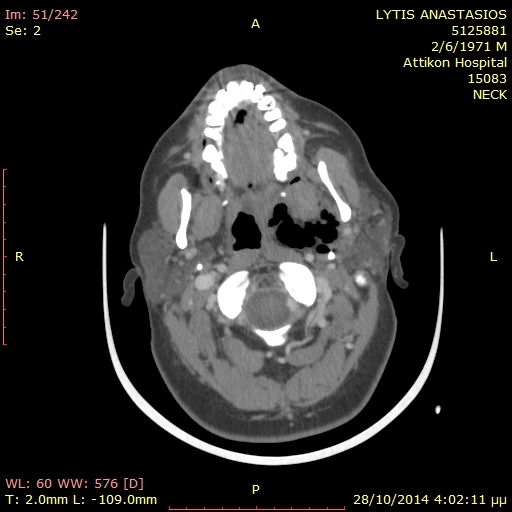 Im: 51/242
Se: 2
A
LYTIS ANASTASIOS
5125881
2/6/1971 M
Attikon Hospital
15083
NECK
R
L
WL: 60 WW: 576 [D]
T: 2.0mm L: -109.0mm
P
28/10/2014 4:02:11 μμ